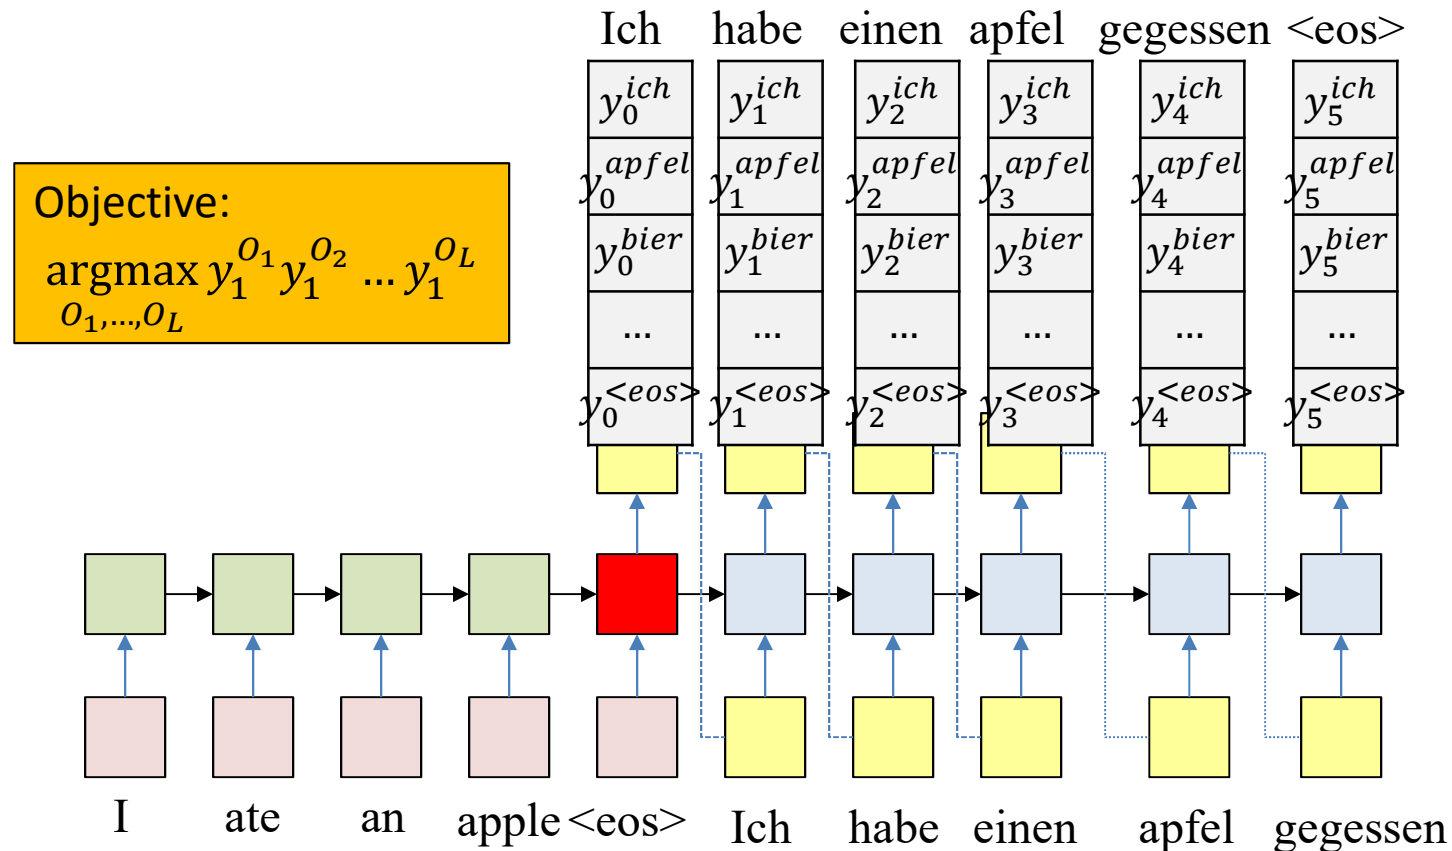 Ich habe einen apfel gegessen <eos>
y_0^{ich} y_1^{ich} y_2^{ich} y_3^{ich} y_4^{ich} y_5^{ich}
y_0^{apfel} y_1^{apfel} y_2^{apfel} y_3^{apfel} y_4^{apfel} y_5^{apfel}
y_0^{bier} y_1^{bier} y_2^{bier} y_3^{bier} y_4^{bier} y_5^{bier}
... ... ... ... ... ...
y_0^{<eos>} y_1^{<eos>} y_2^{<eos>} y_3^{<eos>} y_4^{<eos>} y_5^{<eos>}
Objective:
argmax y_1^{O_1} y_1^{O_2} ... y_1^{O_L}
O_1,...,O_L
I ate an apple <eos> Ich habe einen apfel gegessen